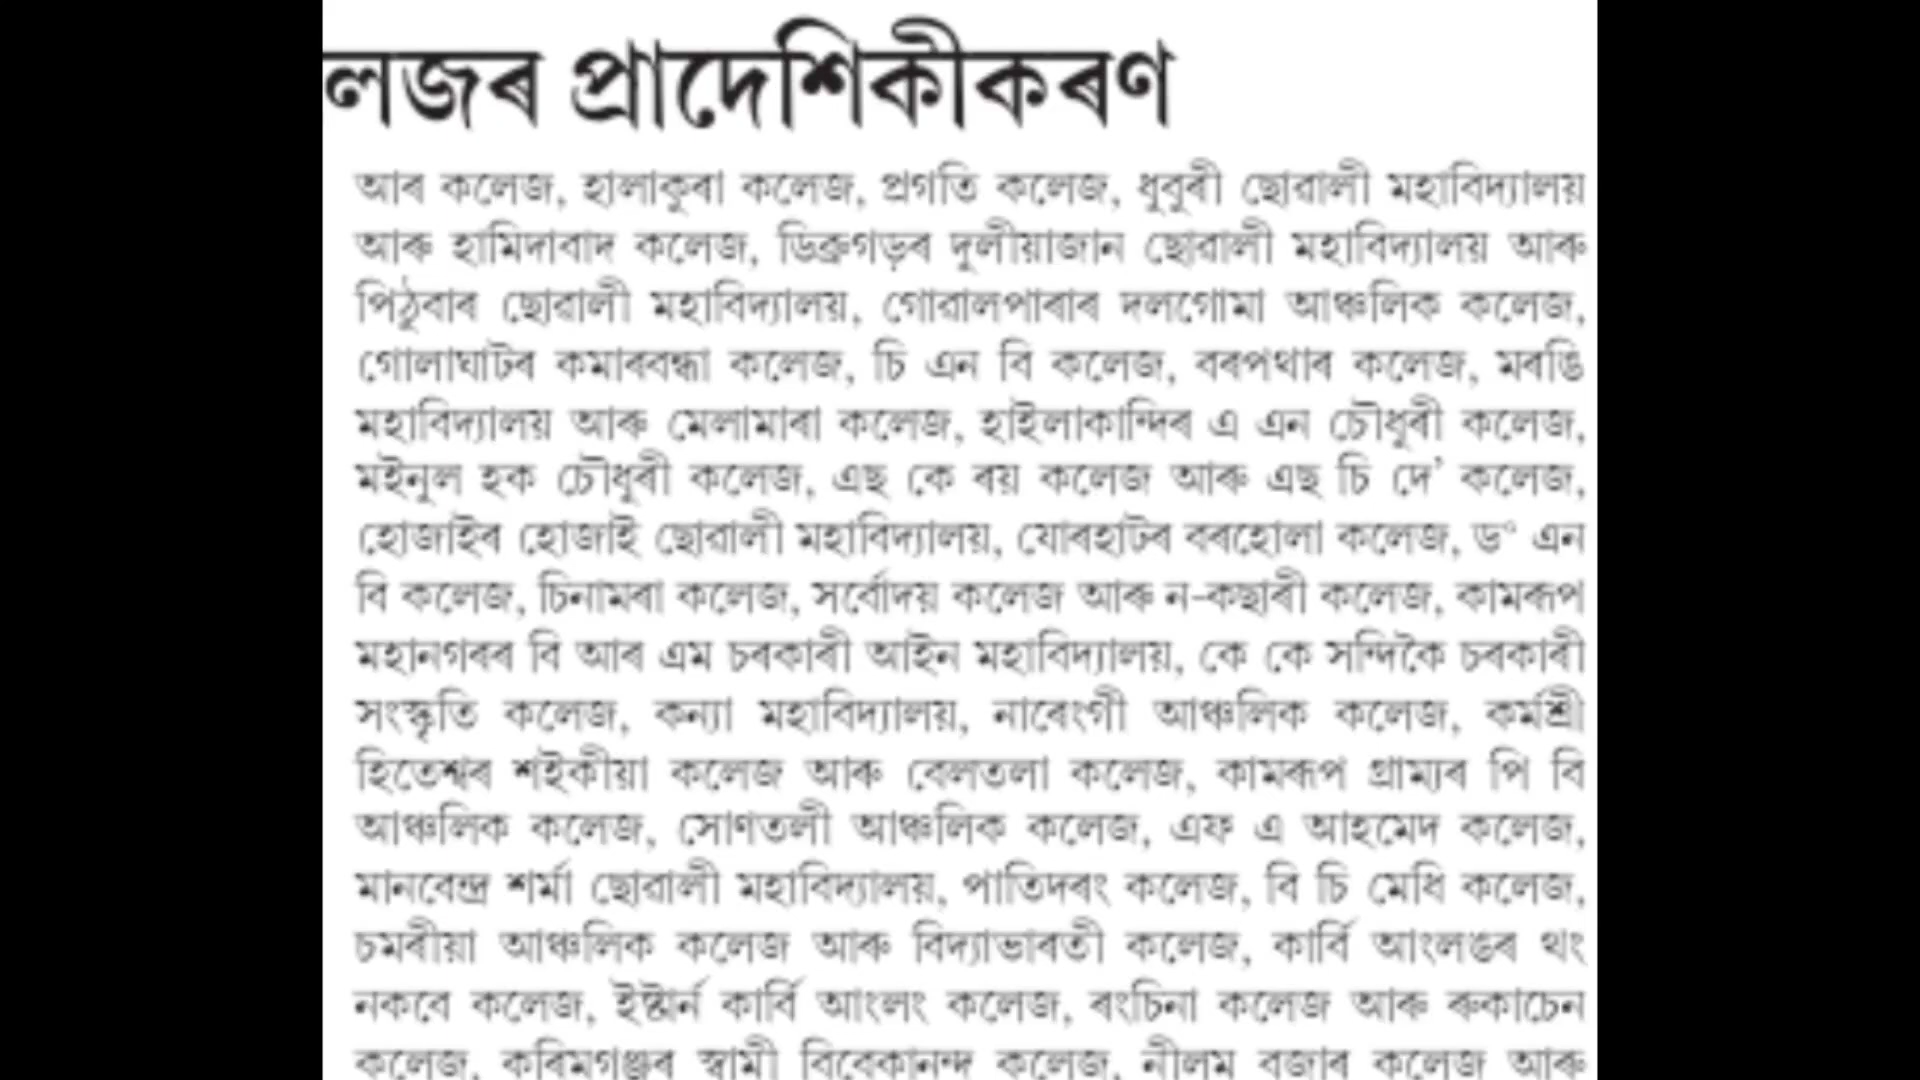 লজৰ প্ৰাদেশিকীকৰণ
আৰ কলেজ, হালাকুৰা কলেজ, প্ৰগতি কলেজ, ধুবুৰী ছোৱালী মহাবিদ্যালয়
আৰু হামিদাবাদ কলেজ, ডিব্ৰুগড়ৰ দুলীয়াজান ছোৱালী মহাবিদ্যালয় আৰু
পিঠুবাৰ ছোৱালী মহাবিদ্যালয়, গোৱালপাৰাৰ দলগোমা আঞ্চলিক কলেজ,
গোলাঘাটৰ কমাৰবন্ধা কলেজ, চি এন বি কলেজ, বৰপথাৰ কলেজ, মৰঙি
মহাবিদ্যালয় আৰু মেলামাৰা কলেজ, হাইলাকান্দিৰ এ এন চৌধুৰী কলেজ,
মইনুল হক চৌধুৰী কলেজ, এছ কে ৰয় কলেজ আৰু এছ চি দে’ কলেজ,
হোজাইৰ হোজাই ছোৱালী মহাবিদ্যালয়, যোৰহাটৰ বৰহোলা কলেজ, ড° এন
বি কলেজ, চিনামৰা কলেজ, সৰ্বোদয় কলেজ আৰু ন-কছাৰী কলেজ, কামৰূপ
মহানগৰৰ বি আৰ এম চৰকাৰী আইন মহাবিদ্যালয়, কে কে সন্দিকৈ চৰকাৰী
সংস্কৃতি কলেজ, কন্যা মহাবিদ্যালয়, নাৰেংগী আঞ্চলিক কলেজ, কৰ্মশ্ৰী
হিতেশ্বৰ শইকীয়া কলেজ আৰু বেলতলা কলেজ, কামৰূপ গ্ৰাম্যৰ পি বি
আঞ্চলিক কলেজ, সোণতলী আঞ্চলিক কলেজ, এফ এ আহমেদ কলেজ,
মানবেন্দ্ৰ শৰ্মা ছোৱালী মহাবিদ্যালয়, পাতিদৰং কলেজ, বি চি মেধি কলেজ,
চমৰীয়া আঞ্চলিক কলেজ আৰু বিদ্যাভাৰতী কলেজ, কাৰ্বি আংলঙৰ থং
নকবে কলেজ, ইষ্টাৰ্ন কাৰ্বি আংলং কলেজ, ৰংচিনা কলেজ আৰু ৰুকাচেন
কলেজ, কৰিমগঞ্জৰ স্বামী বিবেকানন্দ কলেজ, নীলম বজাৰ কলেজ আৰু